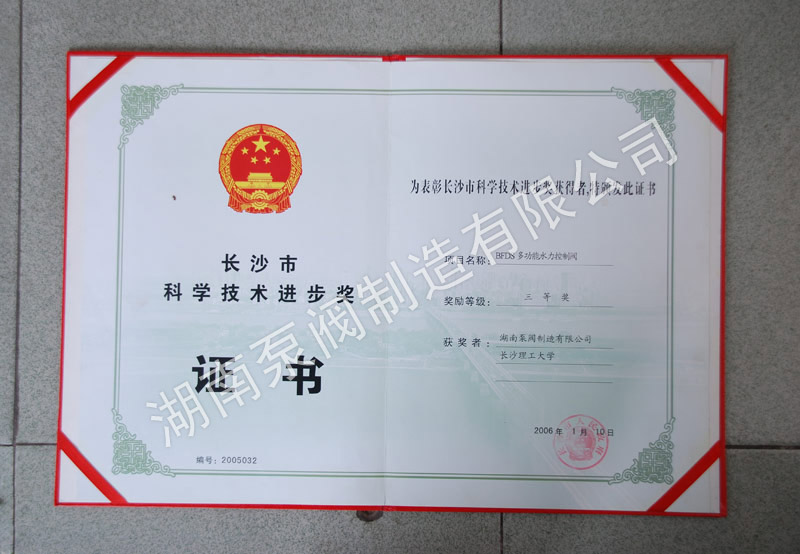 长沙市
科学技术进步奖
证书
编号：2005032
为表彰长沙市科学技术进步奖获得者,特颁发此证书
项目名称： BFDS 多功能水力控制阀
奖励等级： 三等奖
获奖者： 湖南泵阀制造有限公司
长沙理工大学
2006年 1月 10日
湖南泵阀制造有限公司